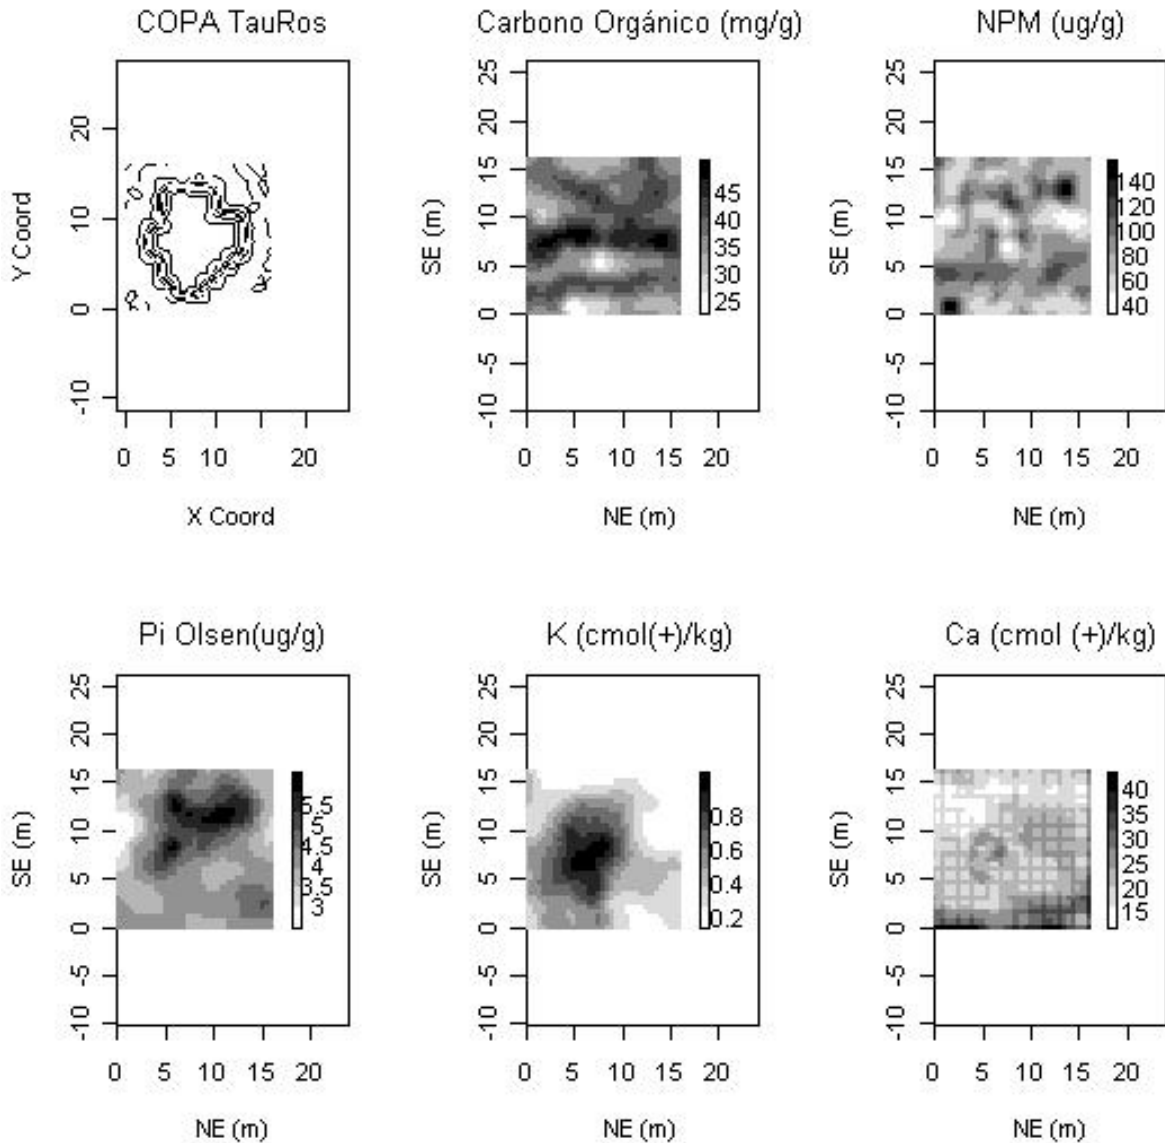 COPA TauRos
Carbono Orgánico (mg/g)
NPM (ug/g)
Y Coord
20
10
0
-10
0 5 10 20
X Coord
SE (m)
25
20
15
10
5
0
-5
-10
45
40
35
30
25
0 5 10 15 20
NE (m)
SE (m)
25
20
15
10
5
0
-5
-10
140
120
100
80
60
40
0 5 10 15 20
NE (m)
Pi Olsen(ug/g)
K (cmol(+)/kg)
Ca (cmol (+)/kg)
SE (m)
25
20
15
10
5
0
-5
-10
5.5
5
4.5
4
3.5
3
0 5 10 15 20
NE (m)
SE (m)
25
20
15
10
5
0
-5
-10
0.8
0.6
0.4
0.2
0 5 10 15 20
NE (m)
SE (m)
25
20
15
10
5
0
-5
-10
40
35
30
25
20
15
0 5 10 15 20
NE (m)